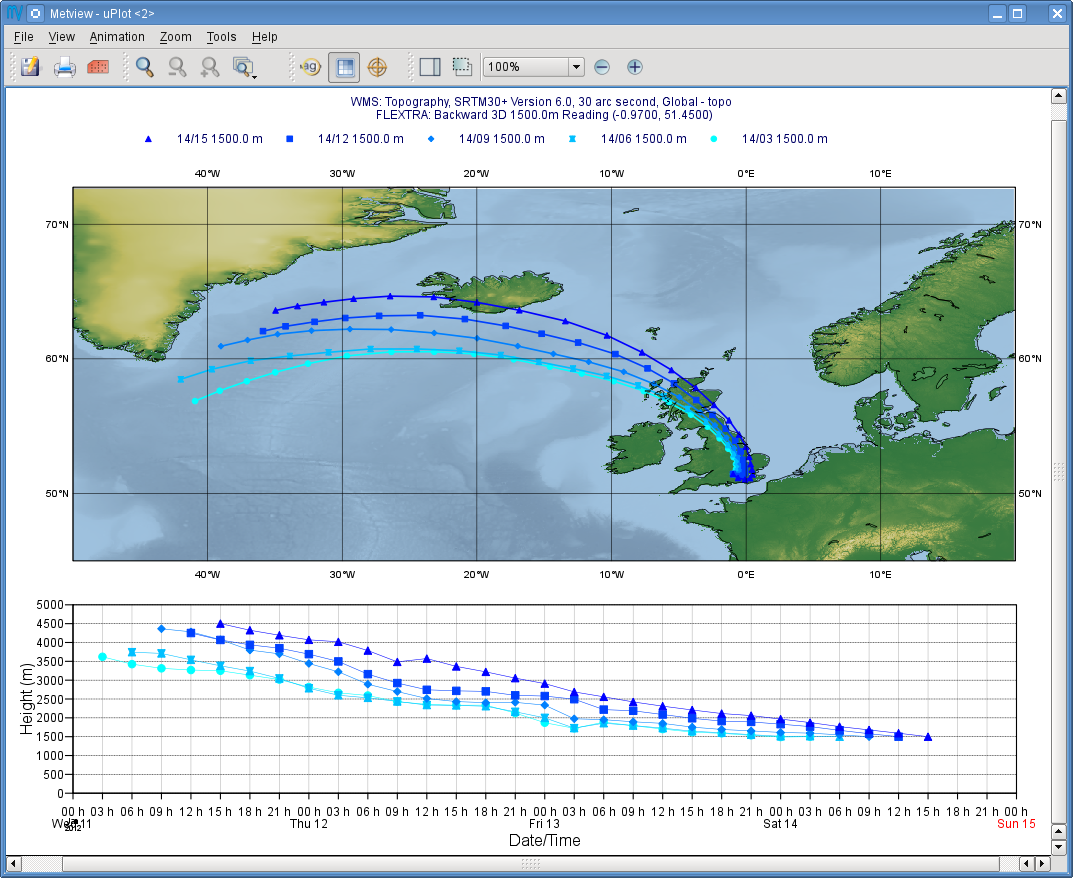 Metview - uPlot <2>
File View Animation Zoom Tools Help
ag 100%
WMS: Topography, SRTM30+ Version 6.0, 30 arc second, Global - topo
FLEXTRA: Backward 3D 1500.0m Reading (-0.9700, 51.4500)
14/15 1500.0 m 14/12 1500.0 m 14/09 1500.0 m 14/06 1500.0 m 14/03 1500.0 m
40°W 30°W 20°W 10°W 0°E 10°E
70°N 70°N
60°N 60°N
50°N 50°N
40°W 30°W 20°W 10°W 0°E 10°E
5000
4500
4000
3500
3000
2500
2000
1500
1000
500
0
Height (m)
00 h 03 h 06 h 09 h 12 h 15 h 18 h 21 h 00 h 03 h 06 h 09 h 12 h 15 h 18 h 21 h 00 h 03 h 06 h 09 h 12 h 15 h 18 h 21 h 00 h 03 h 06 h 09 h 12 h 15 h 18 h 21 h 00 h
Thu 12 Fri 13 Sat 14 Sun 15
2012
Date/Time